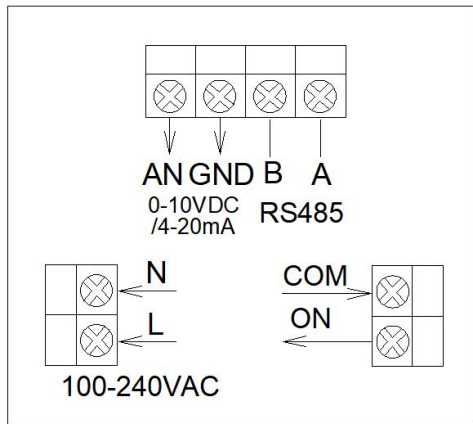 AN GND B A
0-10VDC
/4-20mA
RS485
N
L
100-240VAC
COM
ON